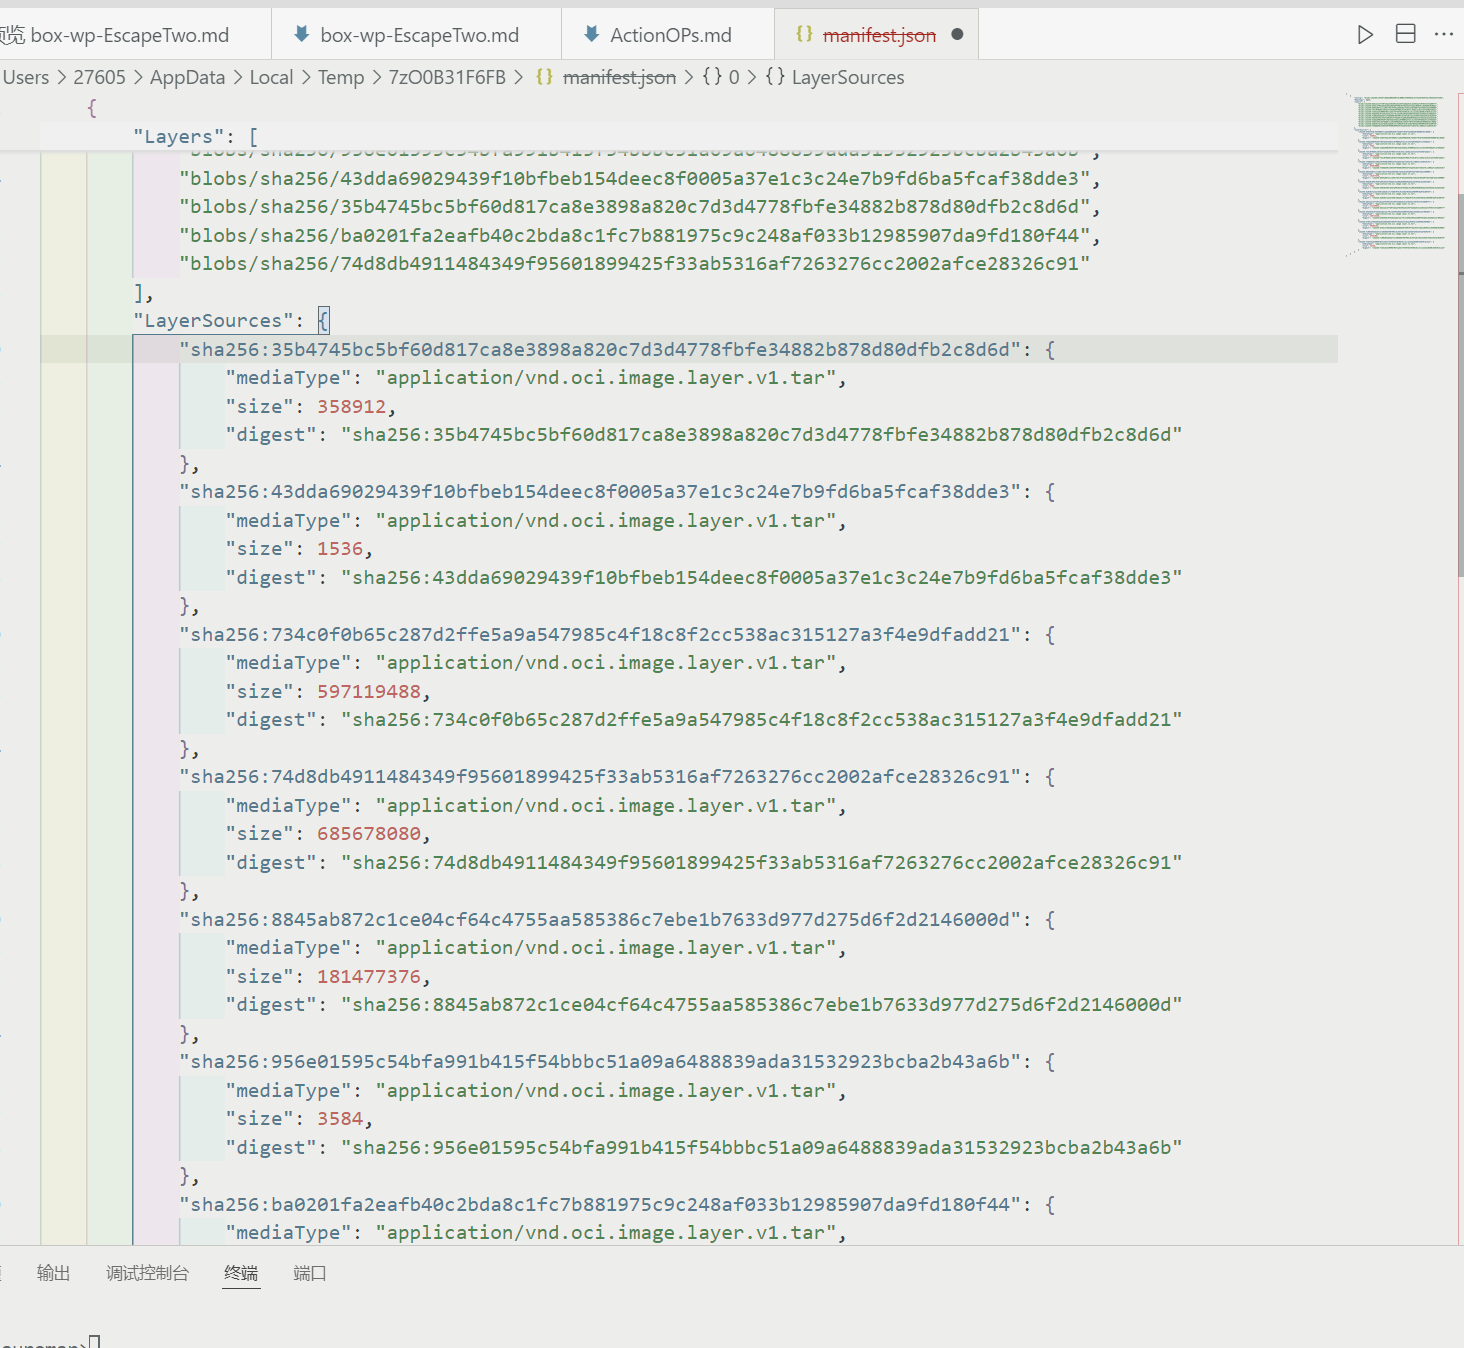 预览 box-wp-EscapeTwo.md box-wp-EscapeTwo.md ActionOPs.md {} manifest.json
Users > 27605 > AppData > Local > Temp > 7zO0B31F6FB > {} manifest.json > {} 0 > {} LayerSources
{
"Layers": [
"blobs/sha256/956e01595c54bfa991b415f54bbbc51a09a6488839ada31532923bcba2b43a6b",
"blobs/sha256/43dda69029439f10bfbeb154deec8f0005a37e1c3c24e7b9fd6ba5fcaf38dde3",
"blobs/sha256/35b4745bc5bf60d817ca8e3898a820c7d3d4778fbfe34882b878d80dfb2c8d6d",
"blobs/sha256/ba0201fa2eafb40c2bda8c1fc7b881975c9c248af033b12985907da9fd180f44",
"blobs/sha256/74d8db4911484349f95601899425f33ab5316af7263276cc2002afce28326c91"
],
"LayerSources": {
"sha256:35b4745bc5bf60d817ca8e3898a820c7d3d4778fbfe34882b878d80dfb2c8d6d": {
"mediaType": "application/vnd.oci.image.layer.v1.tar",
"size": 358912,
"digest": "sha256:35b4745bc5bf60d817ca8e3898a820c7d3d4778fbfe34882b878d80dfb2c8d6d"
},
"sha256:43dda69029439f10bfbeb154deec8f0005a37e1c3c24e7b9fd6ba5fcaf38dde3": {
"mediaType": "application/vnd.oci.image.layer.v1.tar",
"size": 1536,
"digest": "sha256:43dda69029439f10bfbeb154deec8f0005a37e1c3c24e7b9fd6ba5fcaf38dde3"
},
"sha256:734c0f0b65c287d2ffe5a9a547985c4f18c8f2cc538ac315127a3f4e9dfadd21": {
"mediaType": "application/vnd.oci.image.layer.v1.tar",
"size": 597119488,
"digest": "sha256:734c0f0b65c287d2ffe5a9a547985c4f18c8f2cc538ac315127a3f4e9dfadd21"
},
"sha256:74d8db4911484349f95601899425f33ab5316af7263276cc2002afce28326c91": {
"mediaType": "application/vnd.oci.image.layer.v1.tar",
"size": 685678080,
"digest": "sha256:74d8db4911484349f95601899425f33ab5316af7263276cc2002afce28326c91"
},
"sha256:8845ab872c1ce04cf64c4755aa585386c7ebe1b7633d977d275d6f2d2146000d": {
"mediaType": "application/vnd.oci.image.layer.v1.tar",
"size": 181477376,
"digest": "sha256:8845ab872c1ce04cf64c4755aa585386c7ebe1b7633d977d275d6f2d2146000d"
},
"sha256:956e01595c54bfa991b415f54bbbc51a09a6488839ada31532923bcba2b43a6b": {
"mediaType": "application/vnd.oci.image.layer.v1.tar",
"size": 3584,
"digest": "sha256:956e01595c54bfa991b415f54bbbc51a09a6488839ada31532923bcba2b43a6b"
},
"sha256:ba0201fa2eafb40c2bda8c1fc7b881975c9c248af033b12985907da9fd180f44": {
"mediaType": "application/vnd.oci.image.layer.v1.tar",
输出 调试控制台 终端 端口